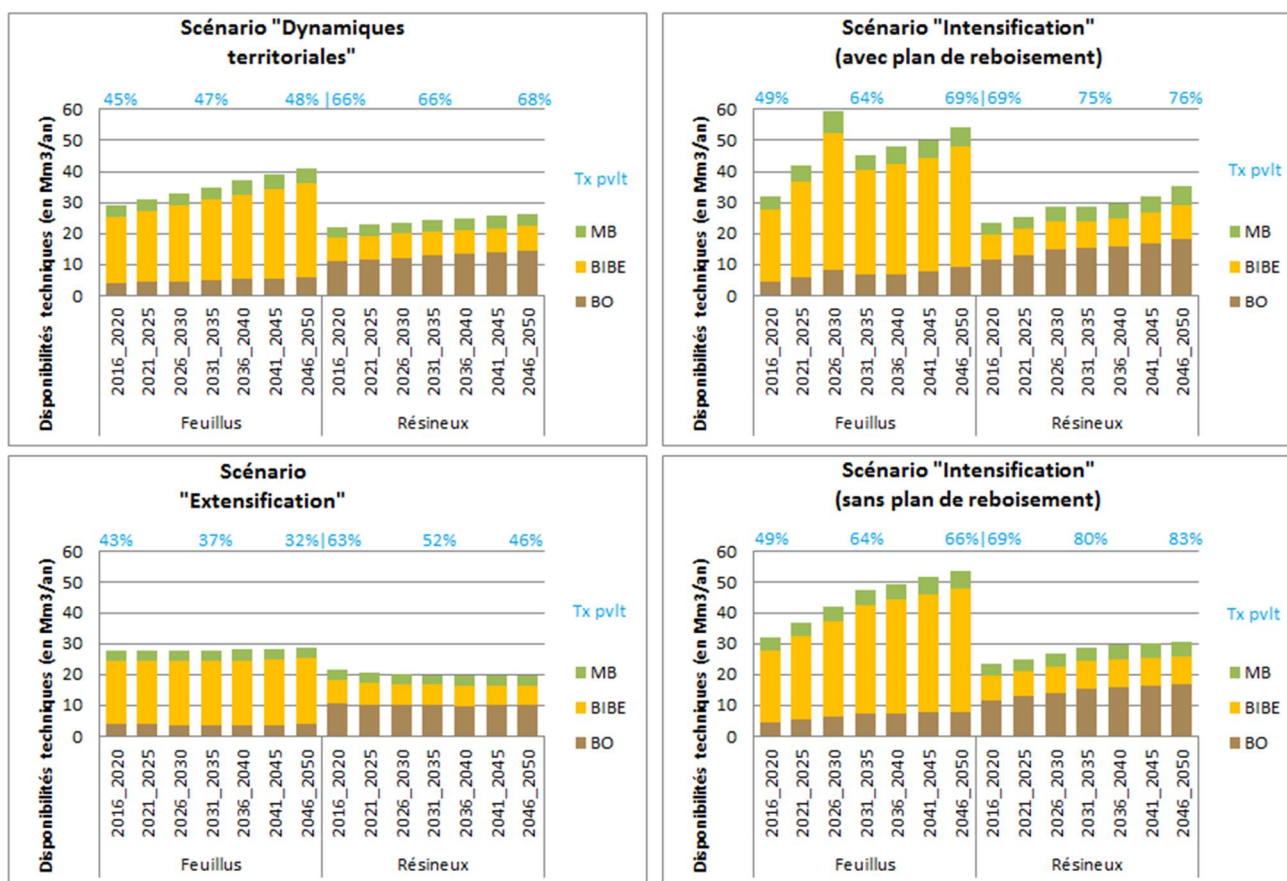 Scénario "Dynamiques
territoriales"
45% 47% 48%|66% 66% 68%
60
50
40
30
20
10
0
Disponibilités techniques (en Mm3/an)
Tx pvlt
MB
BIBE
BO
2016_2020
2021_2025
2026_2030
2031_2035
2036_2040
2041_2045
2046_2050
2016_2020
2021_2025
2026_2030
2031_2035
2036_2040
2041_2045
2046_2050
Feuillus Résineux
Scénario "Intensification"
(avec plan de reboisement)
49% 64% 69%|69% 75% 76%
60
50
40
30
20
10
0
Disponibilités techniques (en Mm3/an)
Tx pvlt
MB
BIBE
BO
2016_2020
2021_2025
2026_2030
2031_2035
2036_2040
2041_2045
2046_2050
2016_2020
2021_2025
2026_2030
2031_2035
2036_2040
2041_2045
2046_2050
Feuillus Résineux
Scénario
"Extensification"
43% 37% 32%|63% 52% 46%
60
50
40
30
20
10
0
Disponibilités techniques (en Mm3/an)
Tx pvlt
MB
BIBE
BO
2016_2020
2021_2025
2026_2030
2031_2035
2036_2040
2041_2045
2046_2050
2016_2020
2021_2025
2026_2030
2031_2035
2036_2040
2041_2045
2046_2050
Feuillus Résineux
Scénario "Intensification"
(sans plan de reboisement)
49% 64% 66%|69% 80% 83%
60
50
40
30
20
10
0
Disponibilités techniques (en Mm3/an)
Tx pvlt
MB
BIBE
BO
2016_2020
2021_2025
2026_2030
2031_2035
2036_2040
2041_2045
2046_2050
2016_2020
2021_2025
2026_2030
2031_2035
2036_2040
2041_2045
2046_2050
Feuillus Résineux